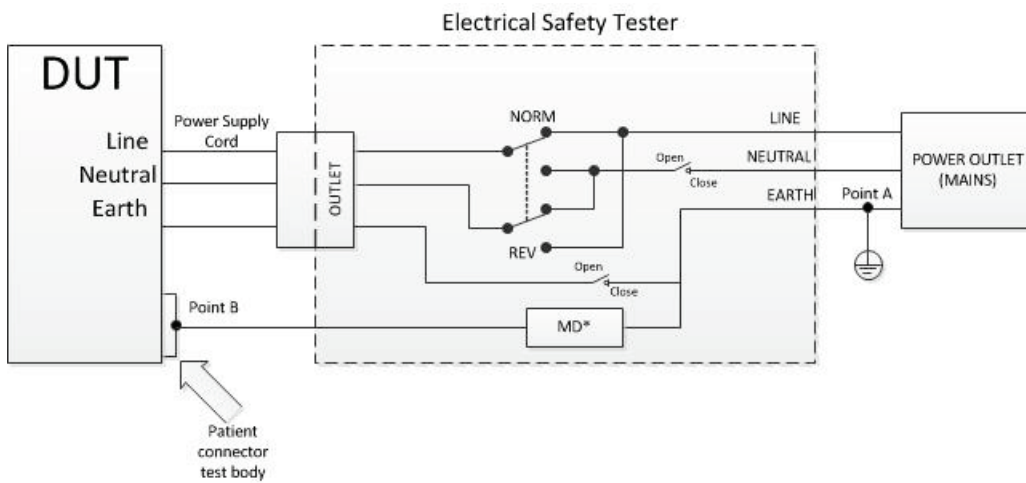 Electrical Safety Tester
DUT
Line
Neutral
Earth
Power Supply
Cord
OUTLET
NORM
REV
LINE
Open
Close
NEUTRAL
EARTH
Point A
POWER OUTLET
(MAINS)
Open
Close
Point B
MD*
Patient
connector
test body